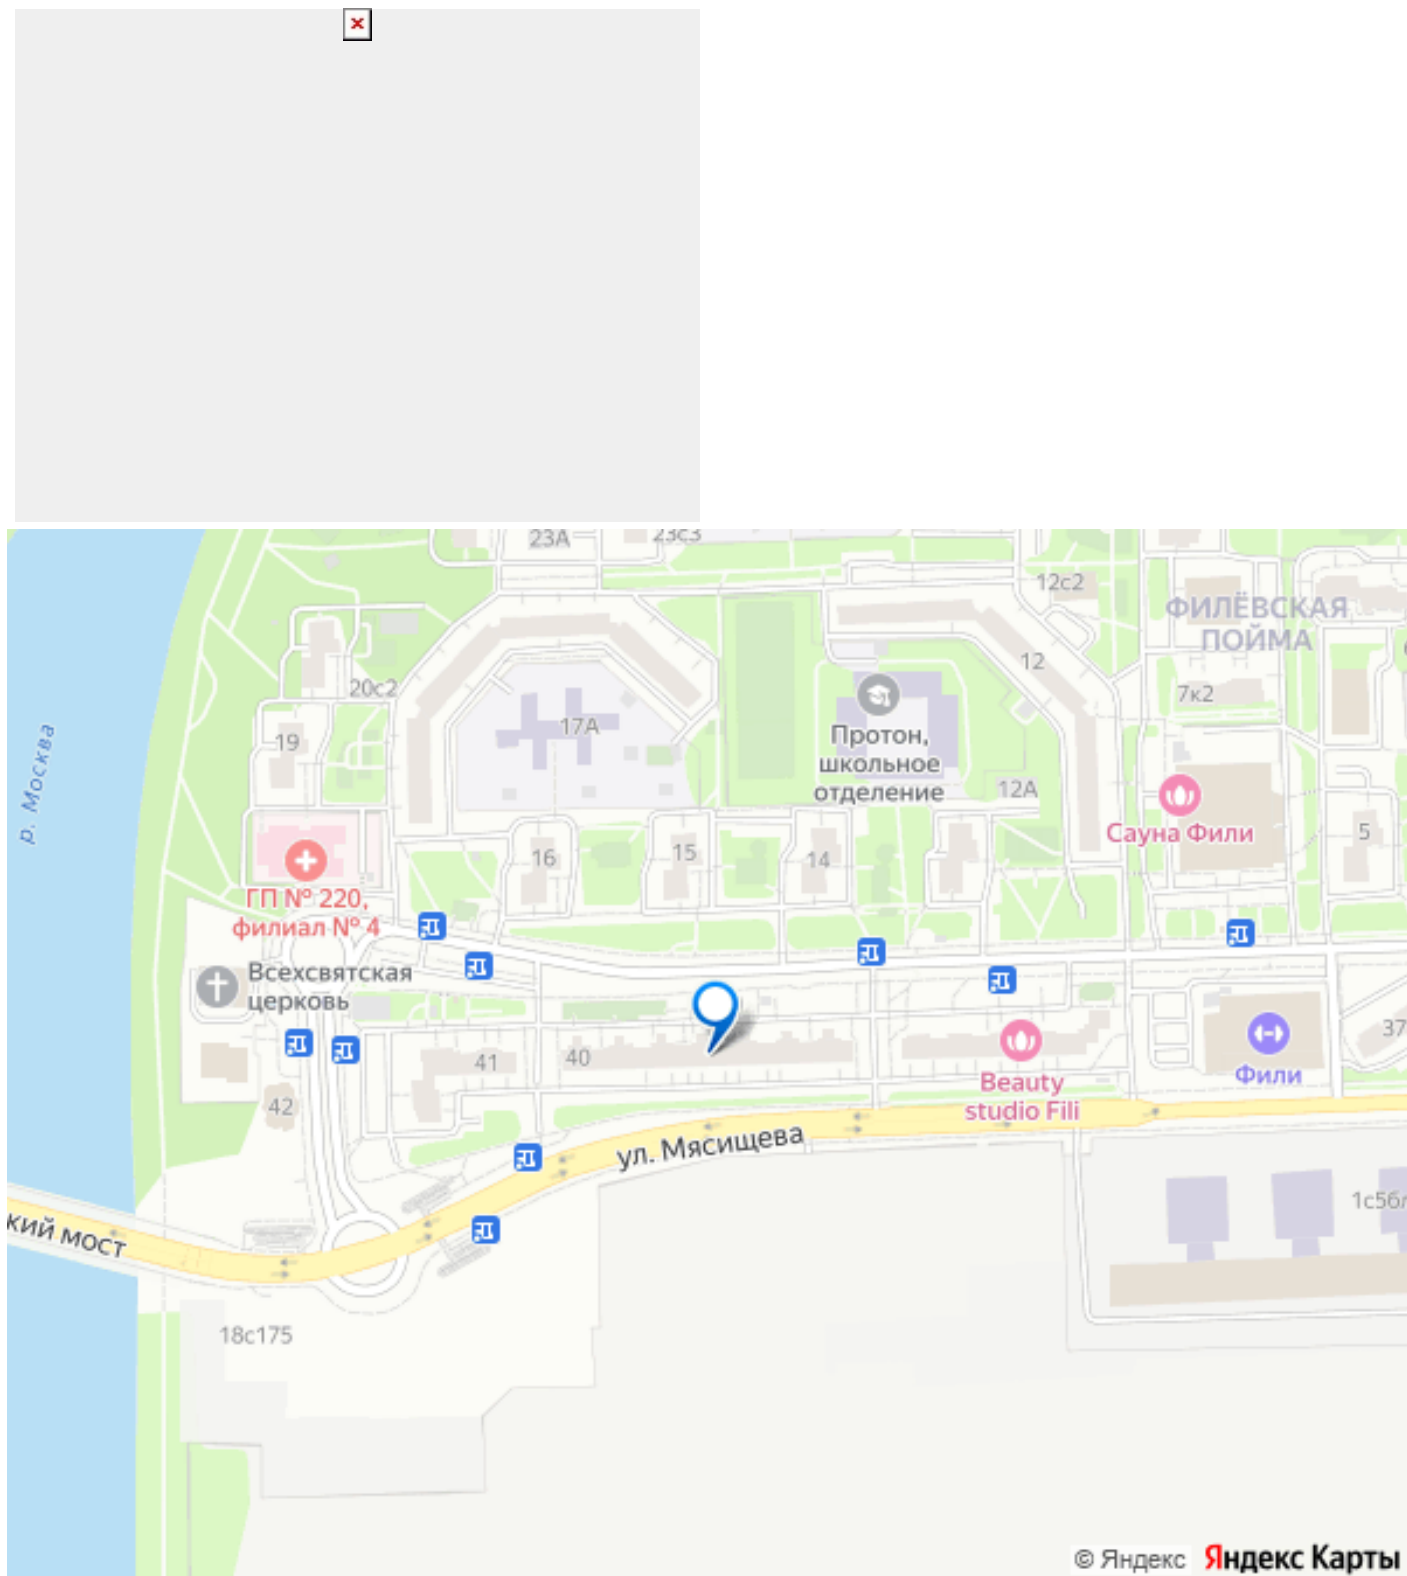 23А
23с3
12с2
ФИЛЁВСКАЯ
ПОЙМА
12
20с2
7к2
17А
Протон,
школьное
отделение
19
р. Москва
12А
Сауна Фили
5
16
15
14
ГП № 220,
филиал № 4
Всехсвятская
церковь
37
41
40
Фили
Beauty
studio Fili
42
ул. Мясищева
кий мост
18с175
© Яндекс
Яндекс Карты